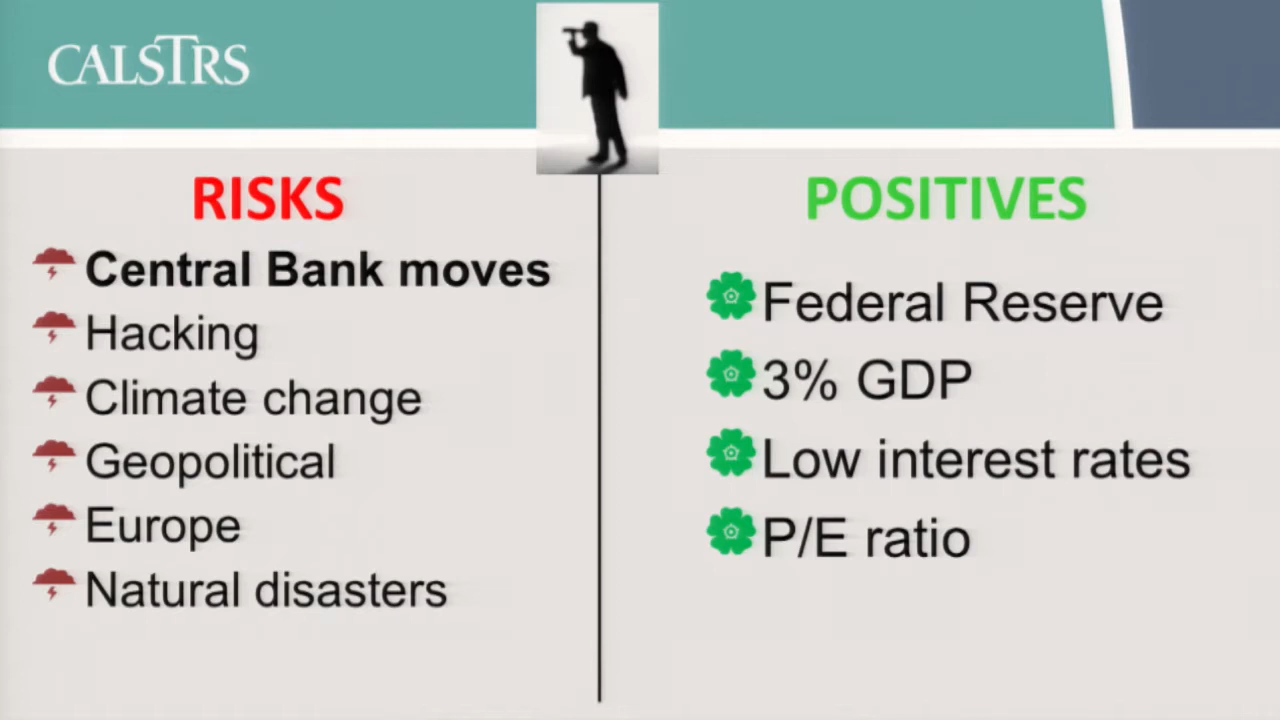 CALSTRS
RISKS
Central Bank moves
Hacking
Climate change
Geopolitical
Europe
Natural disasters
POSITIVES
Federal Reserve
3% GDP
Low interest rates
P/E ratio